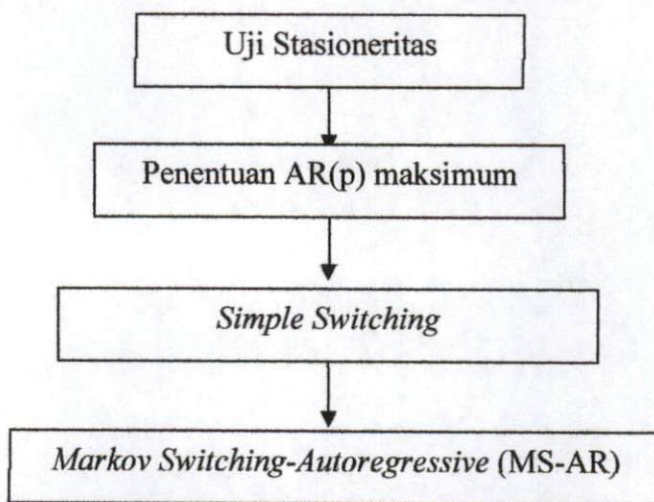 Uji Stasioneritas
Penentuan AR(p) maksimum
Simple Switching
Markov Switching-Autoregressive (MS-AR)